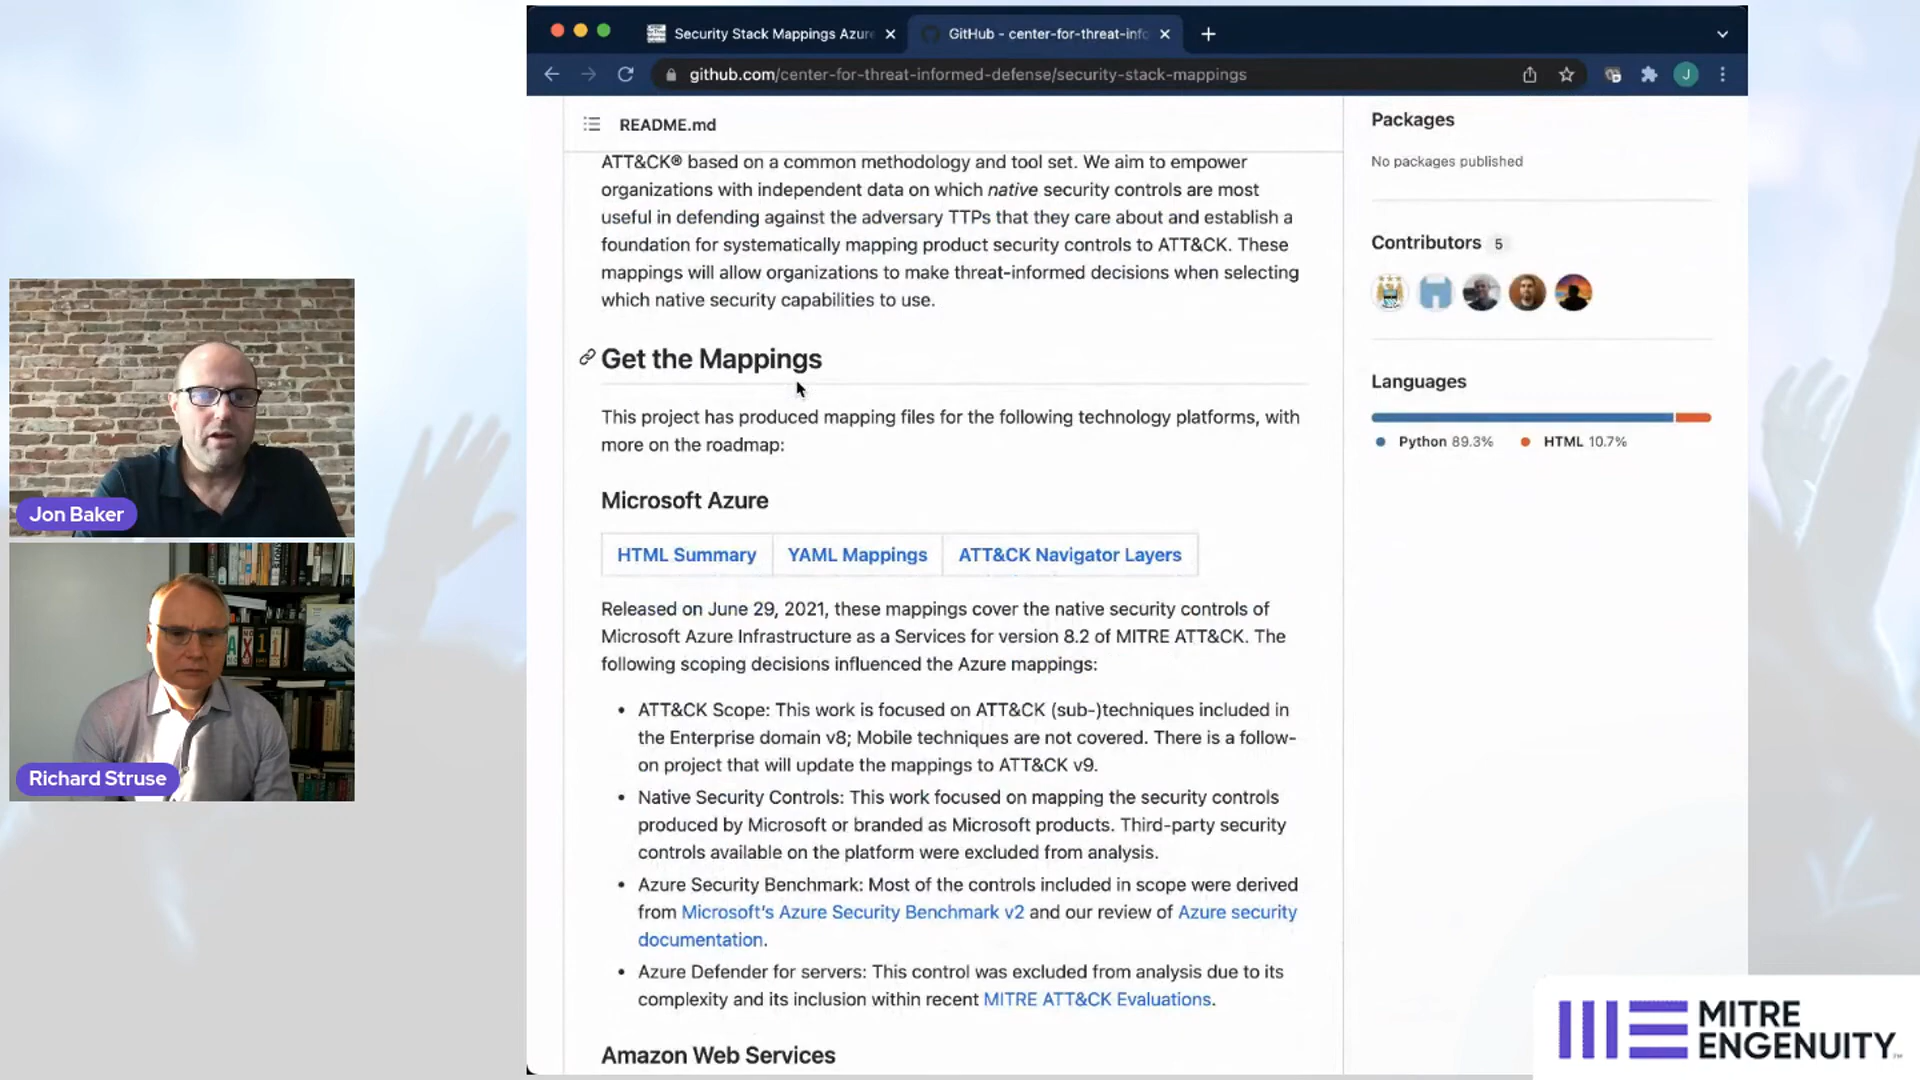 Security Stack Mappings Azure
GitHub - center-for-threat-info
github.com/center-for-threat-informed-defense/security-stack-mappings
J
README.md
ATT&CK® based on a common methodology and tool set. We aim to empower
organizations with independent data on which native security controls are most
useful in defending against the adversary TTPs that they care about and establish a
foundation for systematically mapping product security controls to ATT&CK. These
mappings will allow organizations to make threat-informed decisions when selecting
which native security capabilities to use.
Get the Mappings
This project has produced mapping files for the following technology platforms, with
more on the roadmap:
Microsoft Azure
HTML Summary YAML Mappings ATT&CK Navigator Layers
Released on June 29, 2021, these mappings cover the native security controls of
Microsoft Azure Infrastructure as a Services for version 8.2 of MITRE ATT&CK. The
following scoping decisions influenced the Azure mappings:
• ATT&CK Scope: This work is focused on ATT&CK (sub-)techniques included in
the Enterprise domain v8; Mobile techniques are not covered. There is a follow-
on project that will update the mappings to ATT&CK v9.
• Native Security Controls: This work focused on mapping the security controls
produced by Microsoft or branded as Microsoft products. Third-party security
controls available on the platform were excluded from analysis.
• Azure Security Benchmark: Most of the controls included in scope were derived
from Microsoft's Azure Security Benchmark v2 and our review of Azure security
documentation.
• Azure Defender for servers: This control was excluded from analysis due to its
complexity and its inclusion within recent MITRE ATT&CK Evaluations.
Amazon Web Services
Packages
No packages published
Contributors 5
Languages
Python 89.3% HTML 10.7%
Jon Baker
Richard Struse
MITRE
ENGENUITY